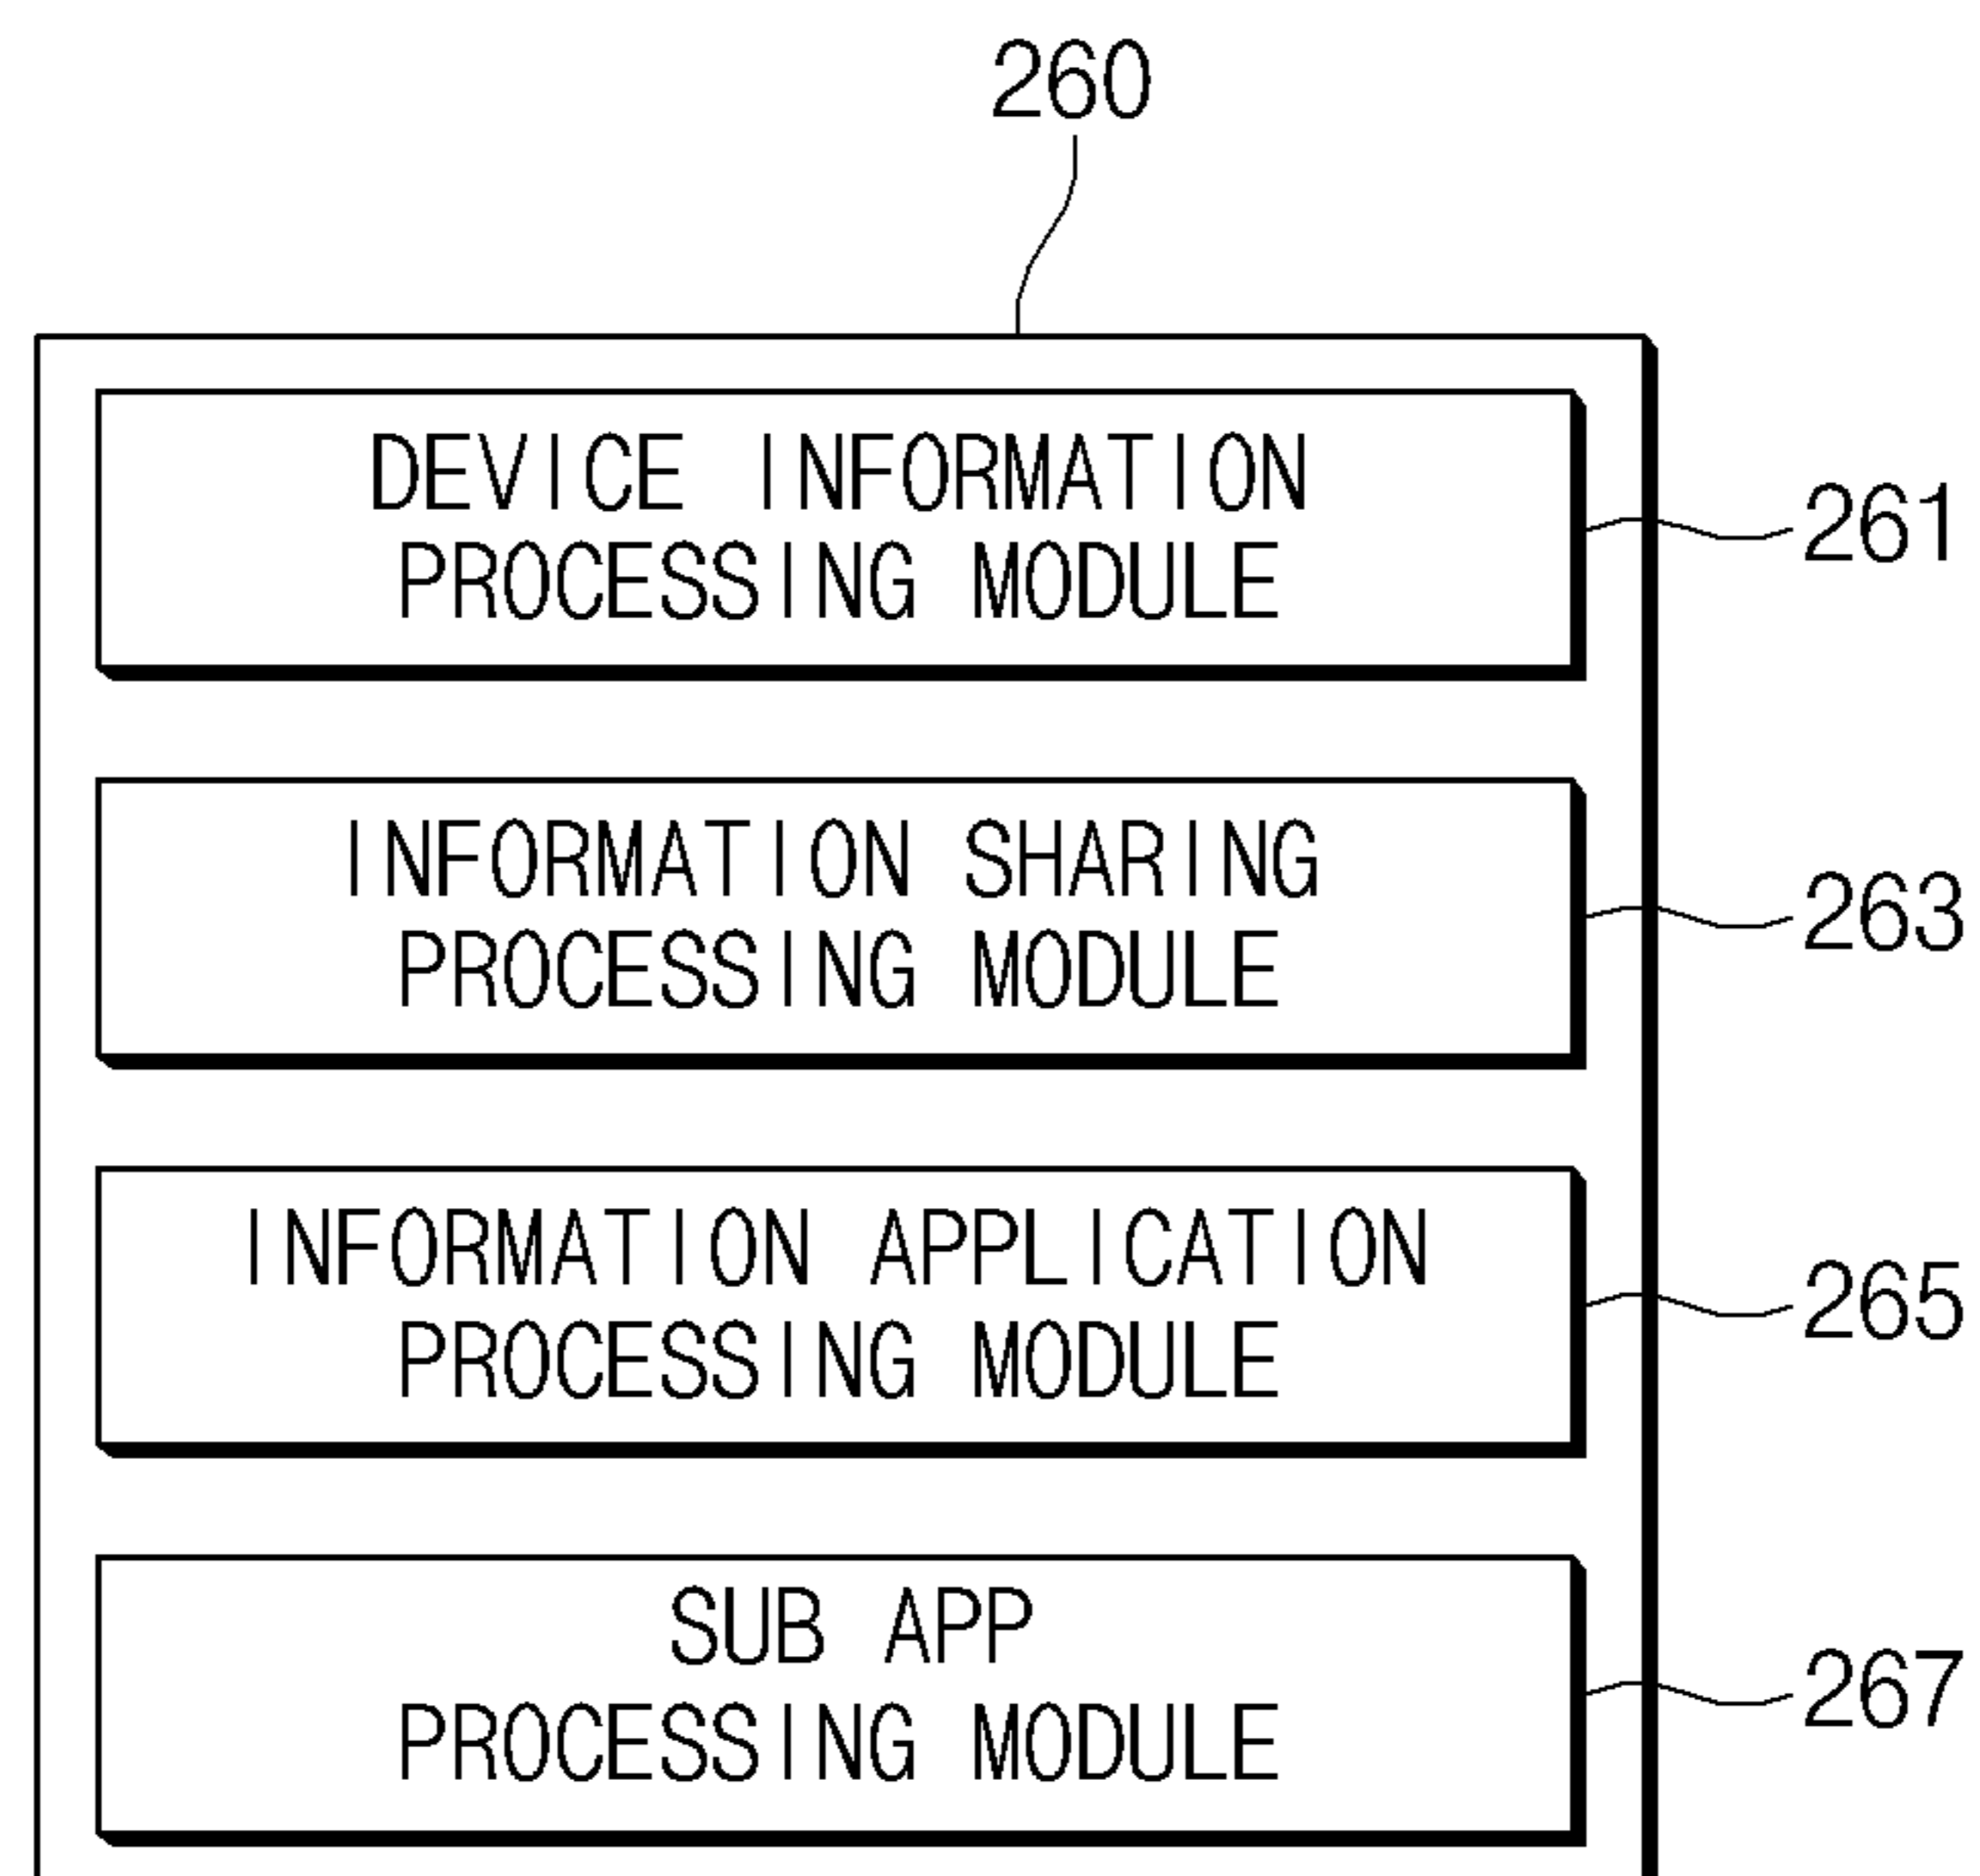 260
DEVICE INFORMATION
PROCESSING MODULE
261
INFORMATION SHARING
PROCESSING MODULE
263
INFORMATION APPLICATION
PROCESSING MODULE
265
SUB APP
PROCESSING MODULE
267